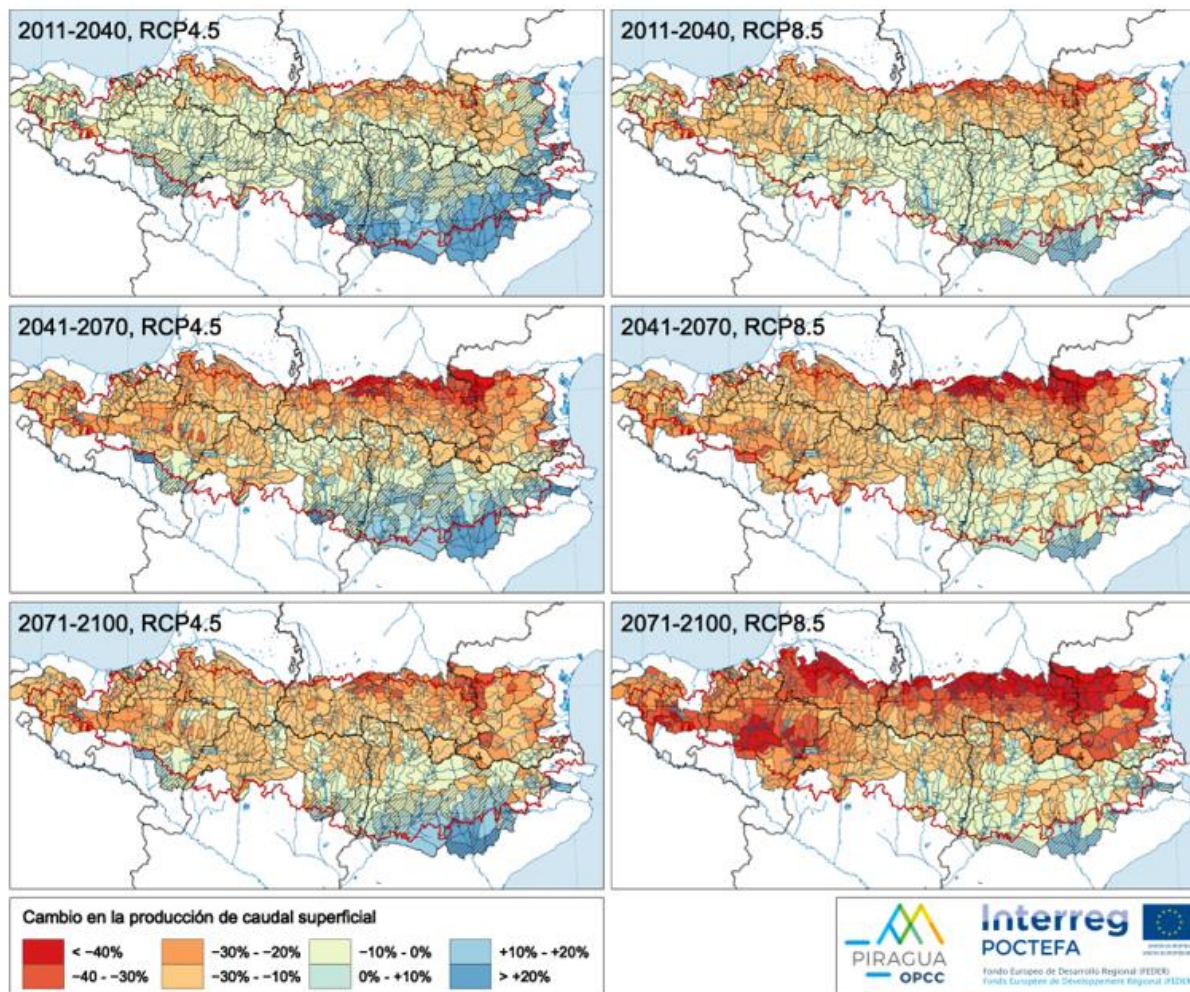 2011-2040, RCP4.5
2011-2040, RCP8.5
2041-2070, RCP4.5
2041-2070, RCP8.5
2071-2100, RCP4.5
2071-2100, RCP8.5
Cambio en la producción de caudal superficial
< −40%
−30% - −20%
−10% - 0%
+10% - +20%
−40 - −30%
−30% - −10%
0% - +10%
> +20%
PIRAGUA
OPCC
Interreg
POCTEFA
Fondo Europeo de Desarrollo Regional (FEDER)
Fonds Européen de Développement Régional (FEDER)